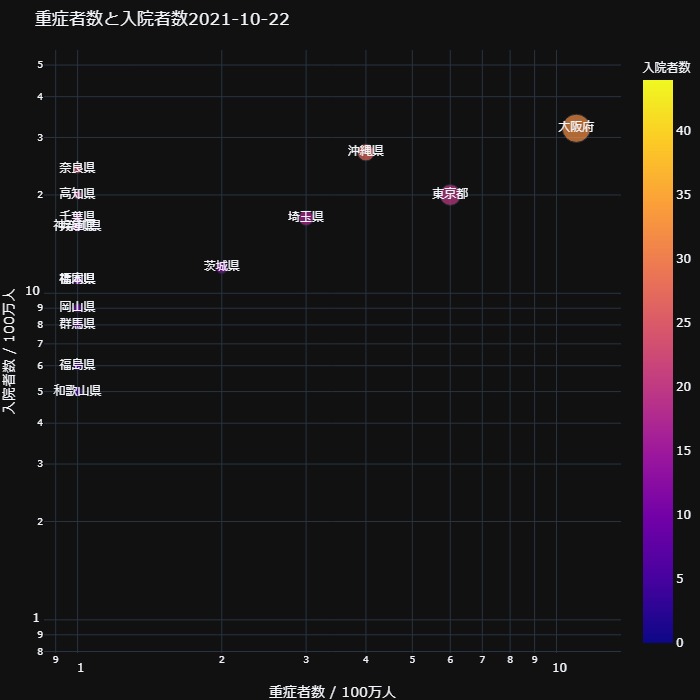 重症者数と入院者数2021-10-22
入院者数
5
4
3
2
10
9
8
7
6
5
4
3
2
1
9
8
入院者数 / 100万人
大阪府
沖縄県
奈良県
高知県
東京都
千葉県
埼玉県
茨城県
岡山県
群馬県
福島県
和歌山県
40
35
30
25
20
15
10
5
0
9
1
2
3
4
5
6
7
8
9
10
重症者数 / 100万人